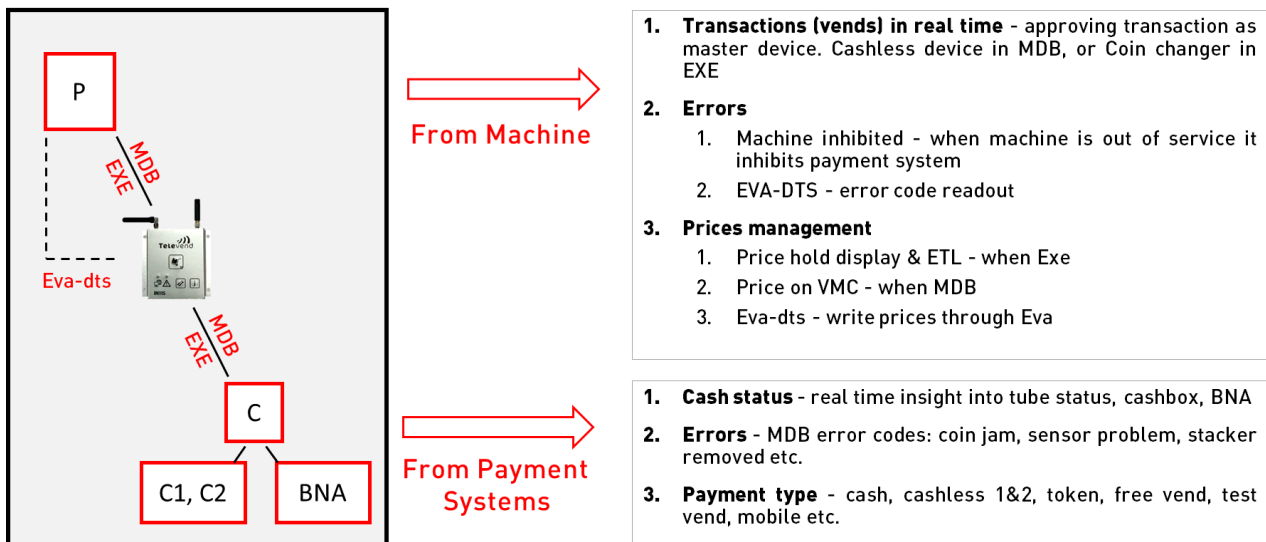 P
MDB
EXE
Televend
Eva-dts
MDB
EXE
C
C1, C2
BNA
From Machine
From Payment
Systems
1. Transactions (vends) in real time - approving transaction as
master device. Cashless device in MDB, or Coin changer in
EXE
2. Errors
1. Machine inhibited - when machine is out of service it
inhibits payment system
2. EVA-DTS - error code readout
3. Prices management
1. Price hold display & ETL - when Exe
2. Price on VMC - when MDB
3. Eva-dts - write prices through Eva
1. Cash status - real time insight into tube status, cashbox, BNA
2. Errors - MDB error codes: coin jam, sensor problem, stacker
removed etc.
3. Payment type - cash, cashless 1&2, token, free vend, test
vend, mobile etc.